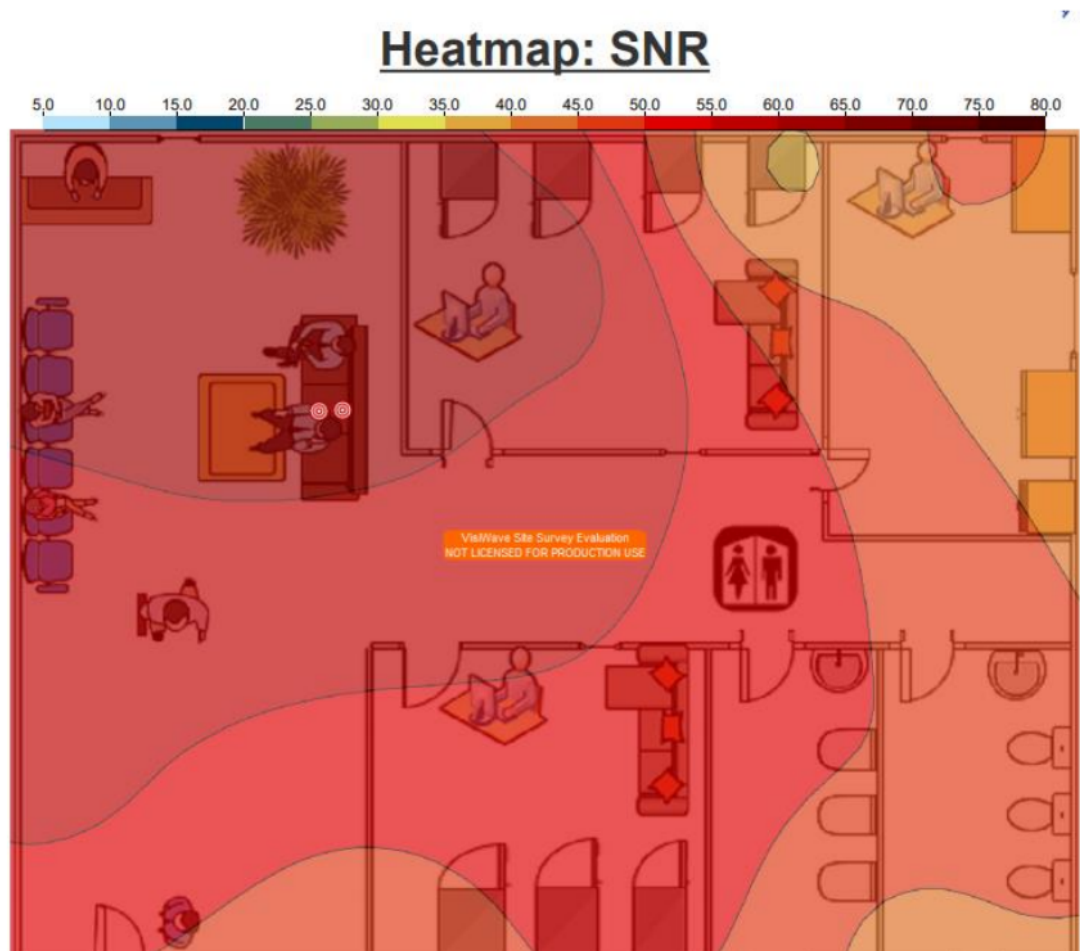 Heatmap: SNR
5.0 10.0 15.0 20.0 25.0 30.0 35.0 40.0 45.0 50.0 55.0 60.0 65.0 70.0 75.0 80.0
VisiWave Site Survey Evaluation
NOT LICENSED FOR PRODUCTION USE